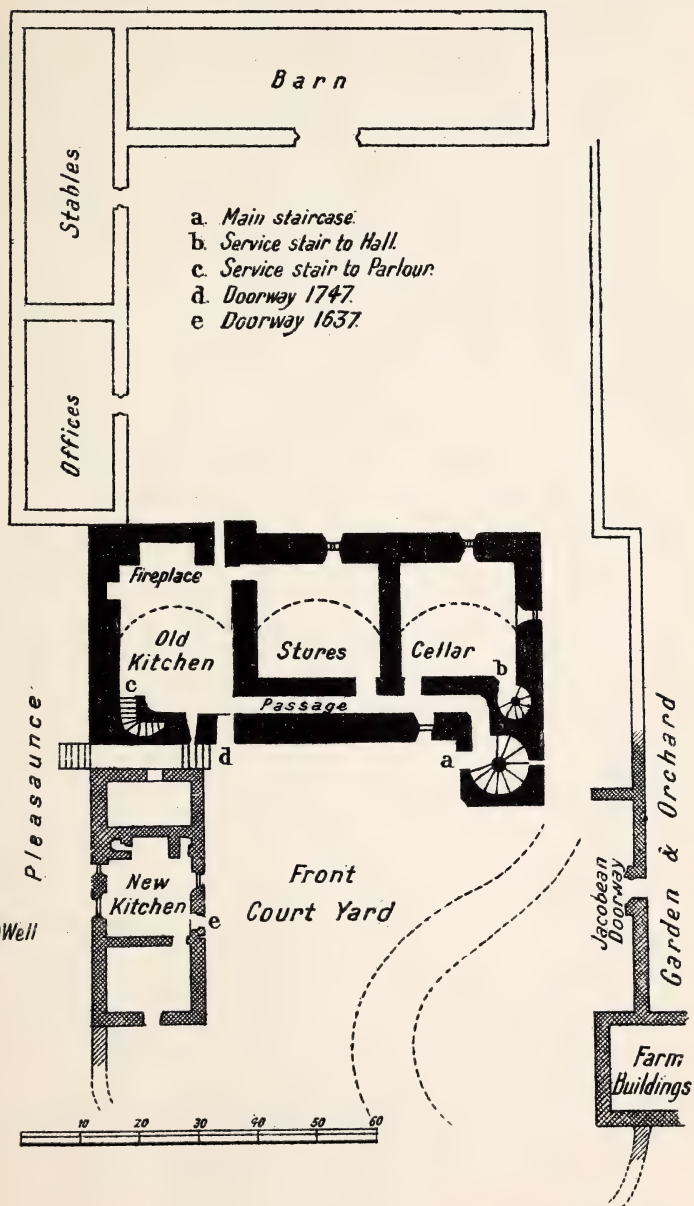 Barn
Stables
a. Main staircase.
b. Service stair to Hall.
c. Service stair to Parlour.
d. Doorway 1747.
e. Doorway 1637.
Offices
Fireplace
Old
Kitchen
Stores
Cellar
c
b
Passage
a
d
Pleasaunce
New
Kitchen
e
Well
Front
Court Yard
Jacobean
Doorway
Garden & Orchard
Farm
Buildings
10 20 30 40 50 60